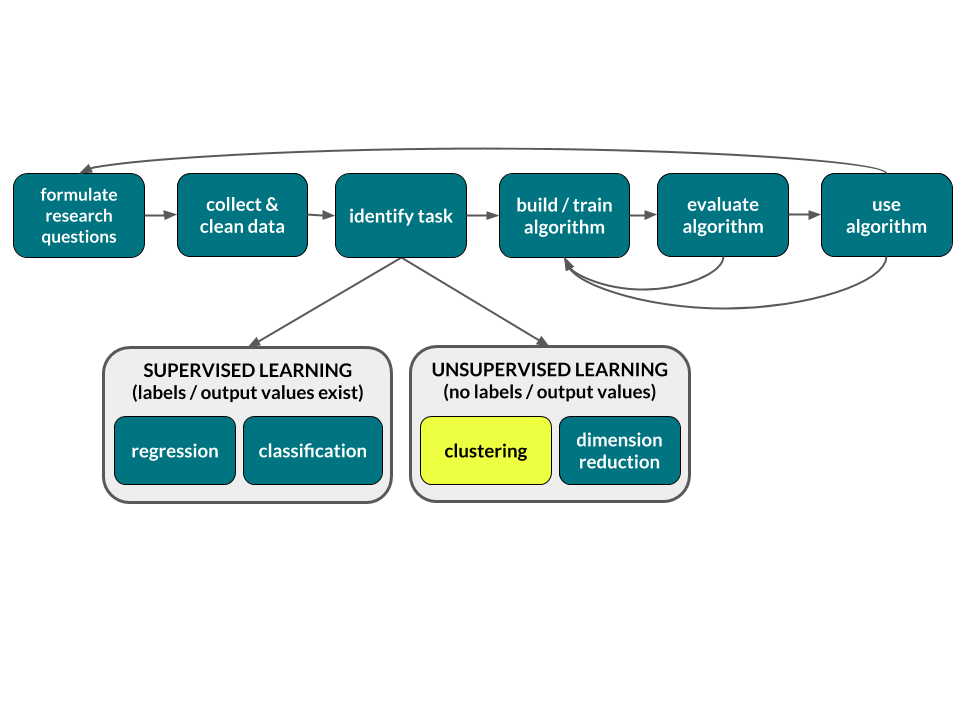 formulate
research
questions
collect &
clean data
identify task
build / train
algorithm
evaluate
algorithm
use
algorithm
SUPERVISED LEARNING
(labels / output values exist)
regression
classification
UNSUPERVISED LEARNING
(no labels / output values)
clustering
dimension
reduction